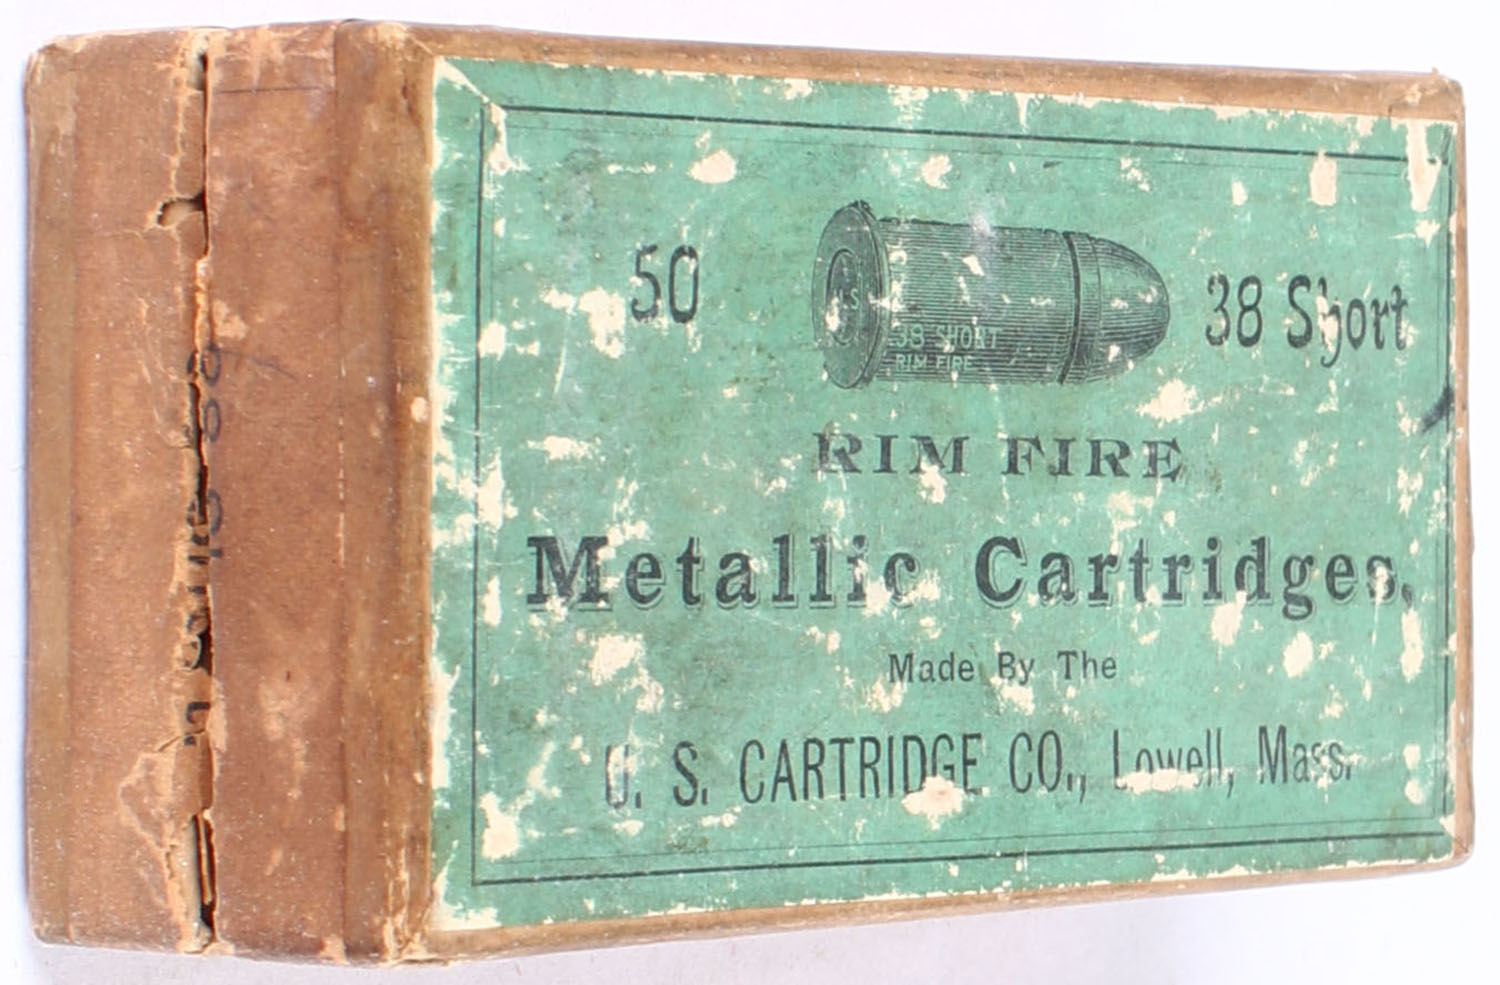 50
38 Short
U.S.
38 SHORT
RIM FIRE
RIM FIRE
Metallic Cartridges,
Made By The
U. S. CARTRIDGE CO., Lowell, Mass.